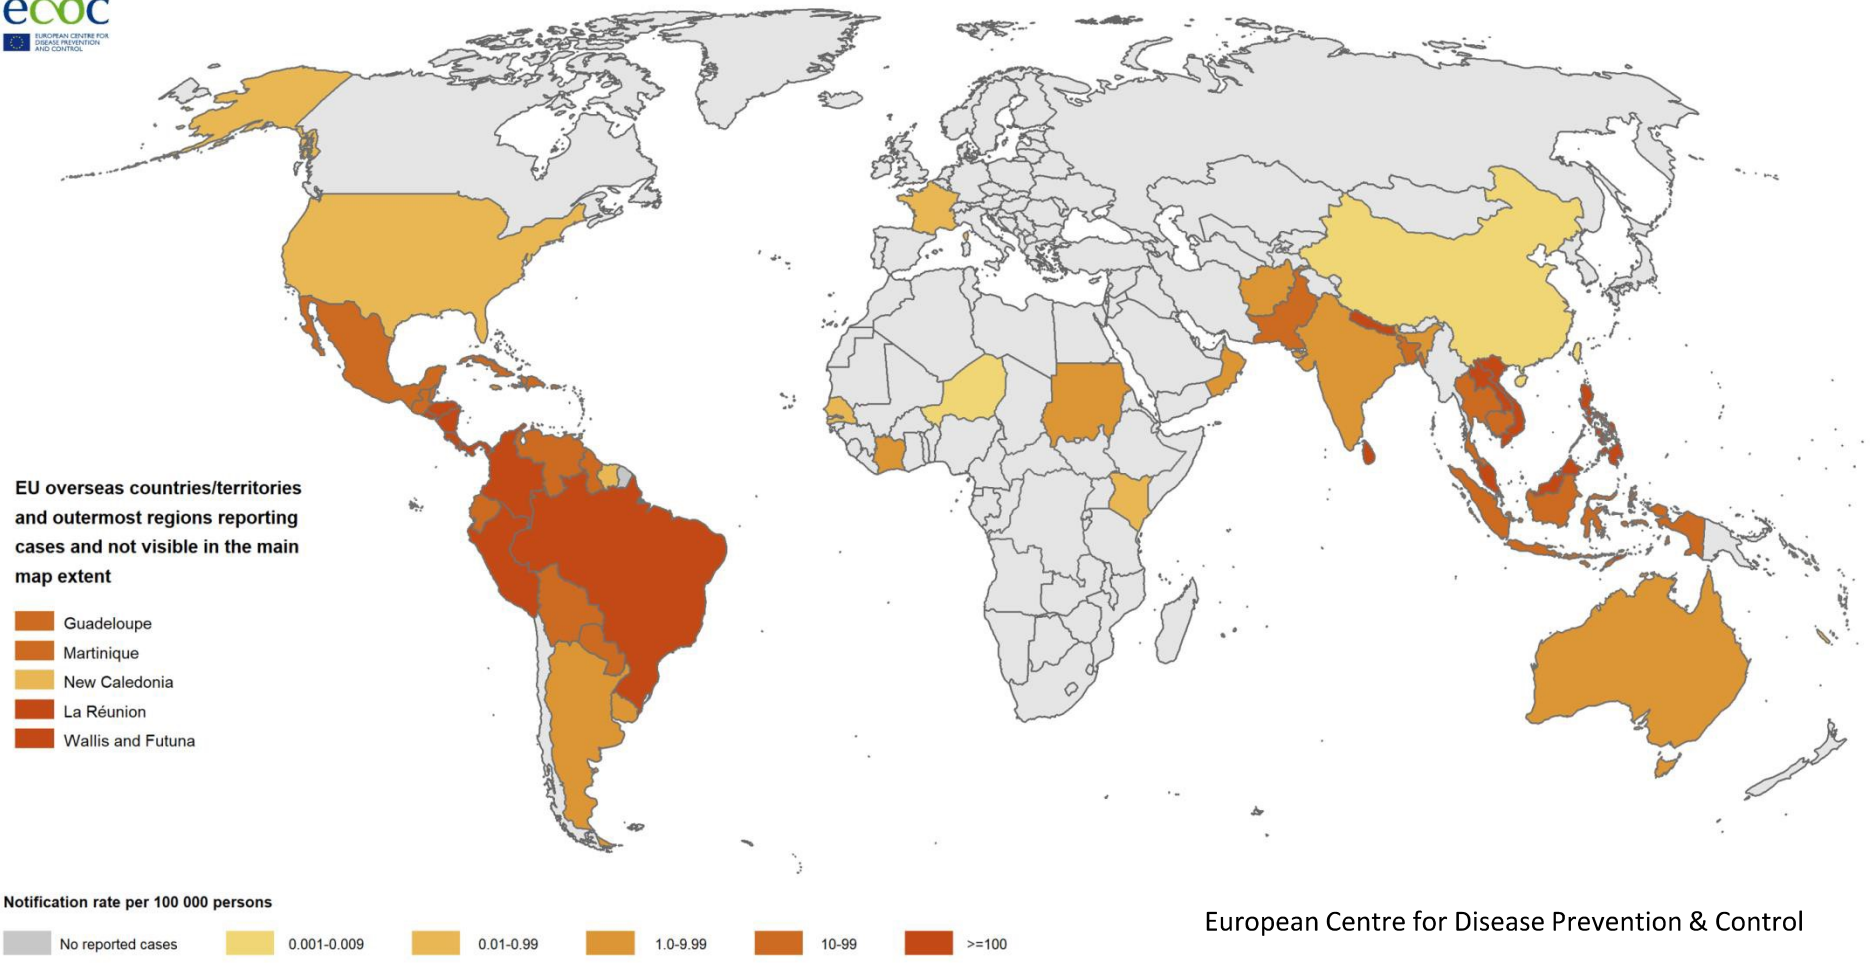 ecdc
EUROPEAN CENTRE FOR
DISEASE PREVENTION
AND CONTROL
EU overseas countries/territories
and outermost regions reporting
cases and not visible in the main
map extent
Guadeloupe
Martinique
New Caledonia
La Réunion
Wallis and Futuna
Notification rate per 100 000 persons
No reported cases
0.001-0.009
0.01-0.99
1.0-9.99
10-99
>=100
European Centre for Disease Prevention & Control